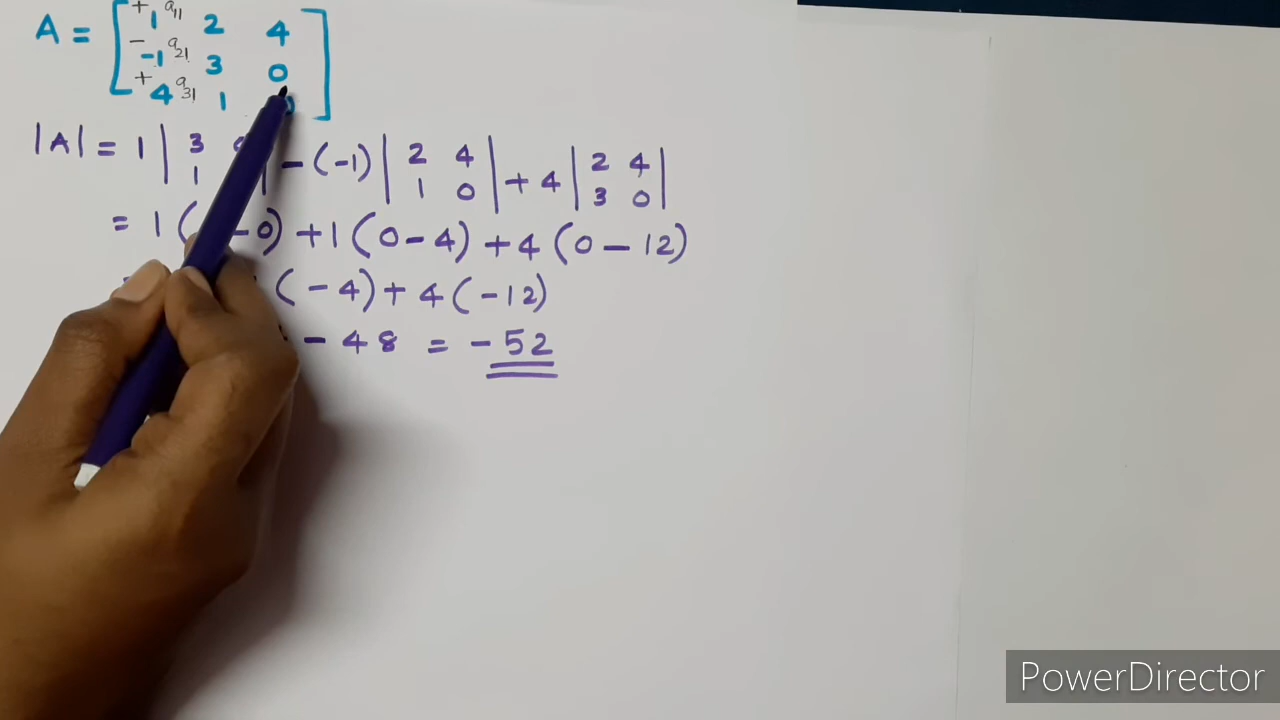 + a11
A = [ 1 2 4
- a21
-1 3 0
+ a31
4 1 0 ]
|A| = 1 | 3 - (-1) | 2 4 | + 4 | 2 4 |
1 | 1 0 | | 3 0 |
= 1 ( - 0) + 1 (0 - 4) + 4 (0 - 12)
(-4) + 4 (-12)
- 48 = -52
PowerDirector